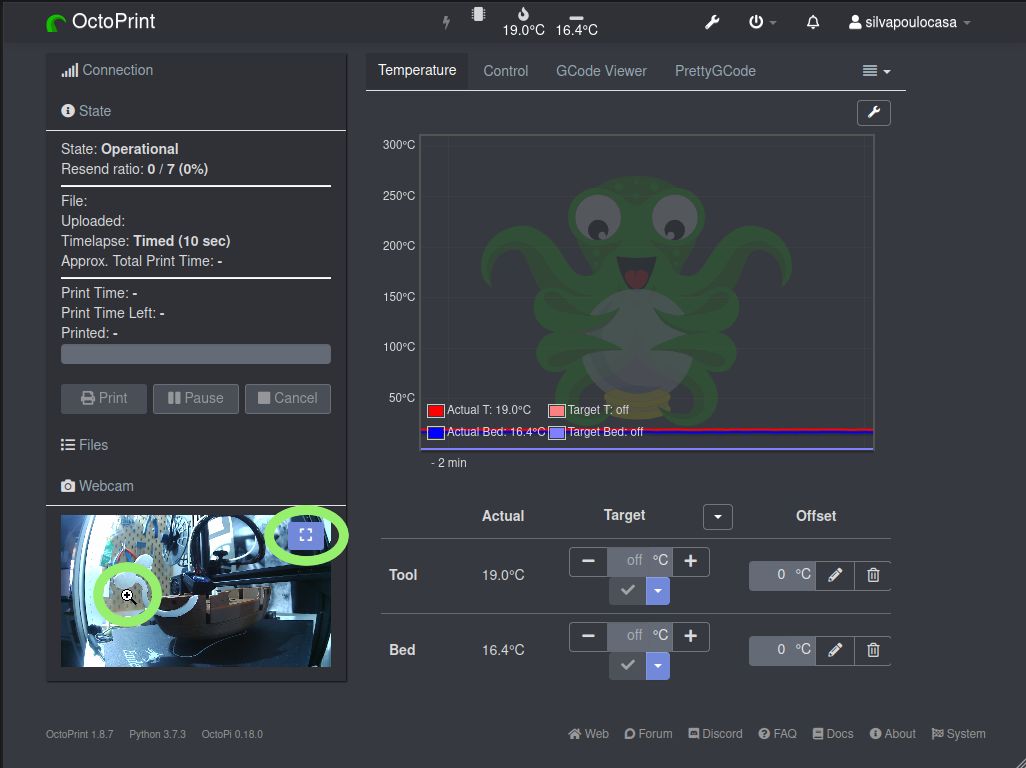 OctoPrint
19.0°C 16.4°C
silvapoulocasa
Connection
State
State: Operational
Resend ratio: 0 / 7 (0%)
File:
Uploaded:
Timelapse: Timed (10 sec)
Approx. Total Print Time: -
Print Time: -
Print Time Left: -
Printed: -
Print Pause Cancel
Files
Webcam
Temperature Control GCode Viewer PrettyGCode
300°C
250°C
200°C
150°C
100°C
50°C
Actual T: 19.0°C Target T: off
Actual Bed: 16.4°C Target Bed: off
- 2 min
Actual Target Offset
Tool 19.0°C off °C 0 °C
Bed 16.4°C off °C 0 °C
OctoPrint 1.8.7 Python 3.7.3 OctoPi 0.18.0
Web Forum Discord FAQ Docs About System